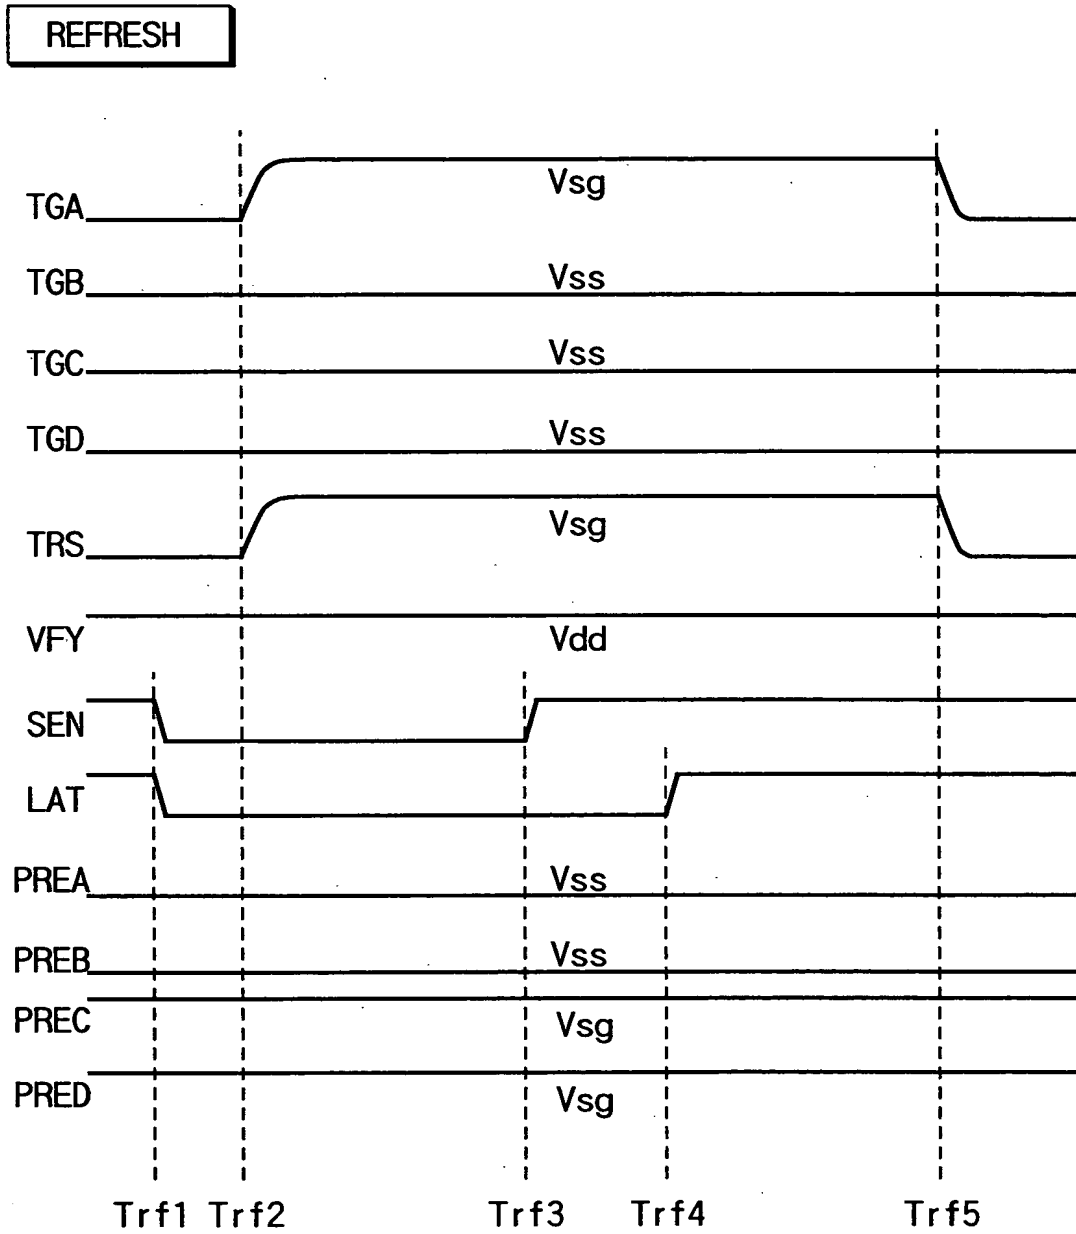 REFRESH
TGA Vsg
TGB Vss
TGC Vss
TGD Vss
TRS Vsg
VFY Vdd
SEN
LAT
PREA Vss
PREB Vss
PREC Vsg
PRED Vsg
Trf1 Trf2 Trf3 Trf4 Trf5